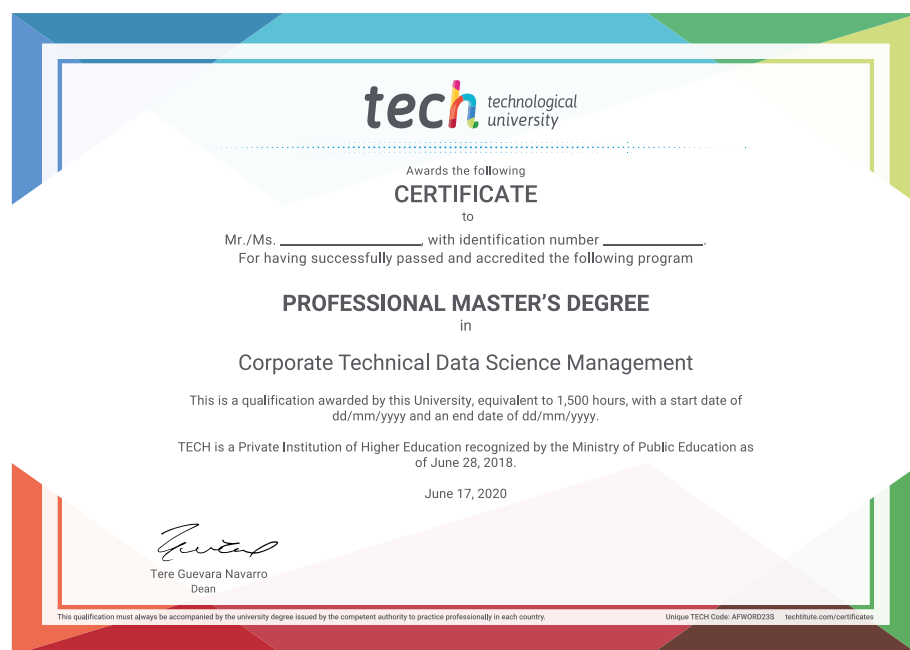 tech technological
university
Awards the following
CERTIFICATE
to
Mr./Ms. ________________, with identification number ____________.
For having successfully passed and accredited the following program
PROFESSIONAL MASTER'S DEGREE
in
Corporate Technical Data Science Management
This is a qualification awarded by this University, equivalent to 1,500 hours, with a start date of
dd/mm/yyyy and an end date of dd/mm/yyyy.
TECH is a Private Institution of Higher Education recognized by the Ministry of Public Education as
of June 28, 2018.
June 17, 2020
Tere Guevara Navarro
Dean
This qualification must always be accompanied by the university degree issued by the competent authority to practice professionally in each country.
Unique TECH Code: AFWORD23S techtitute.com/certificates